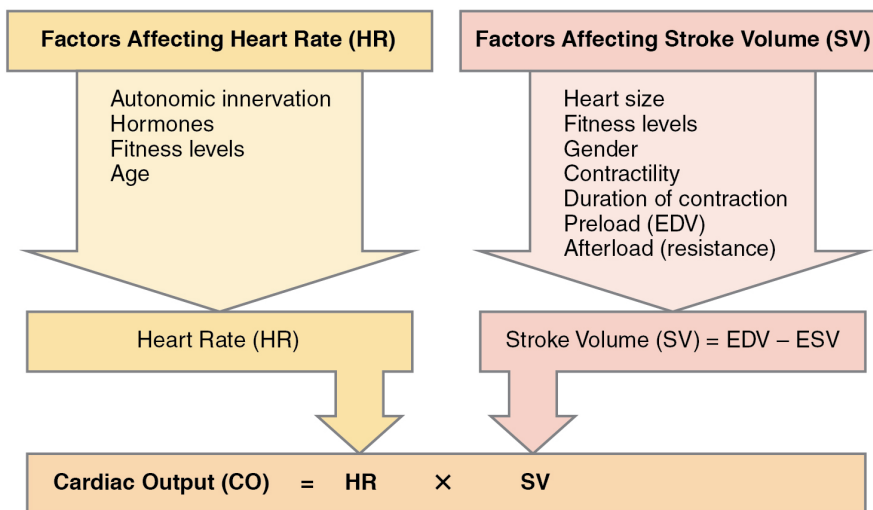 Factors Affecting Heart Rate (HR)
Autonomic innervation
Hormones
Fitness levels
Age
Heart Rate (HR)
Factors Affecting Stroke Volume (SV)
Heart size
Fitness levels
Gender
Contractility
Duration of contraction
Preload (EDV)
Afterload (resistance)
Stroke Volume (SV) = EDV – ESV
Cardiac Output (CO) = HR × SV